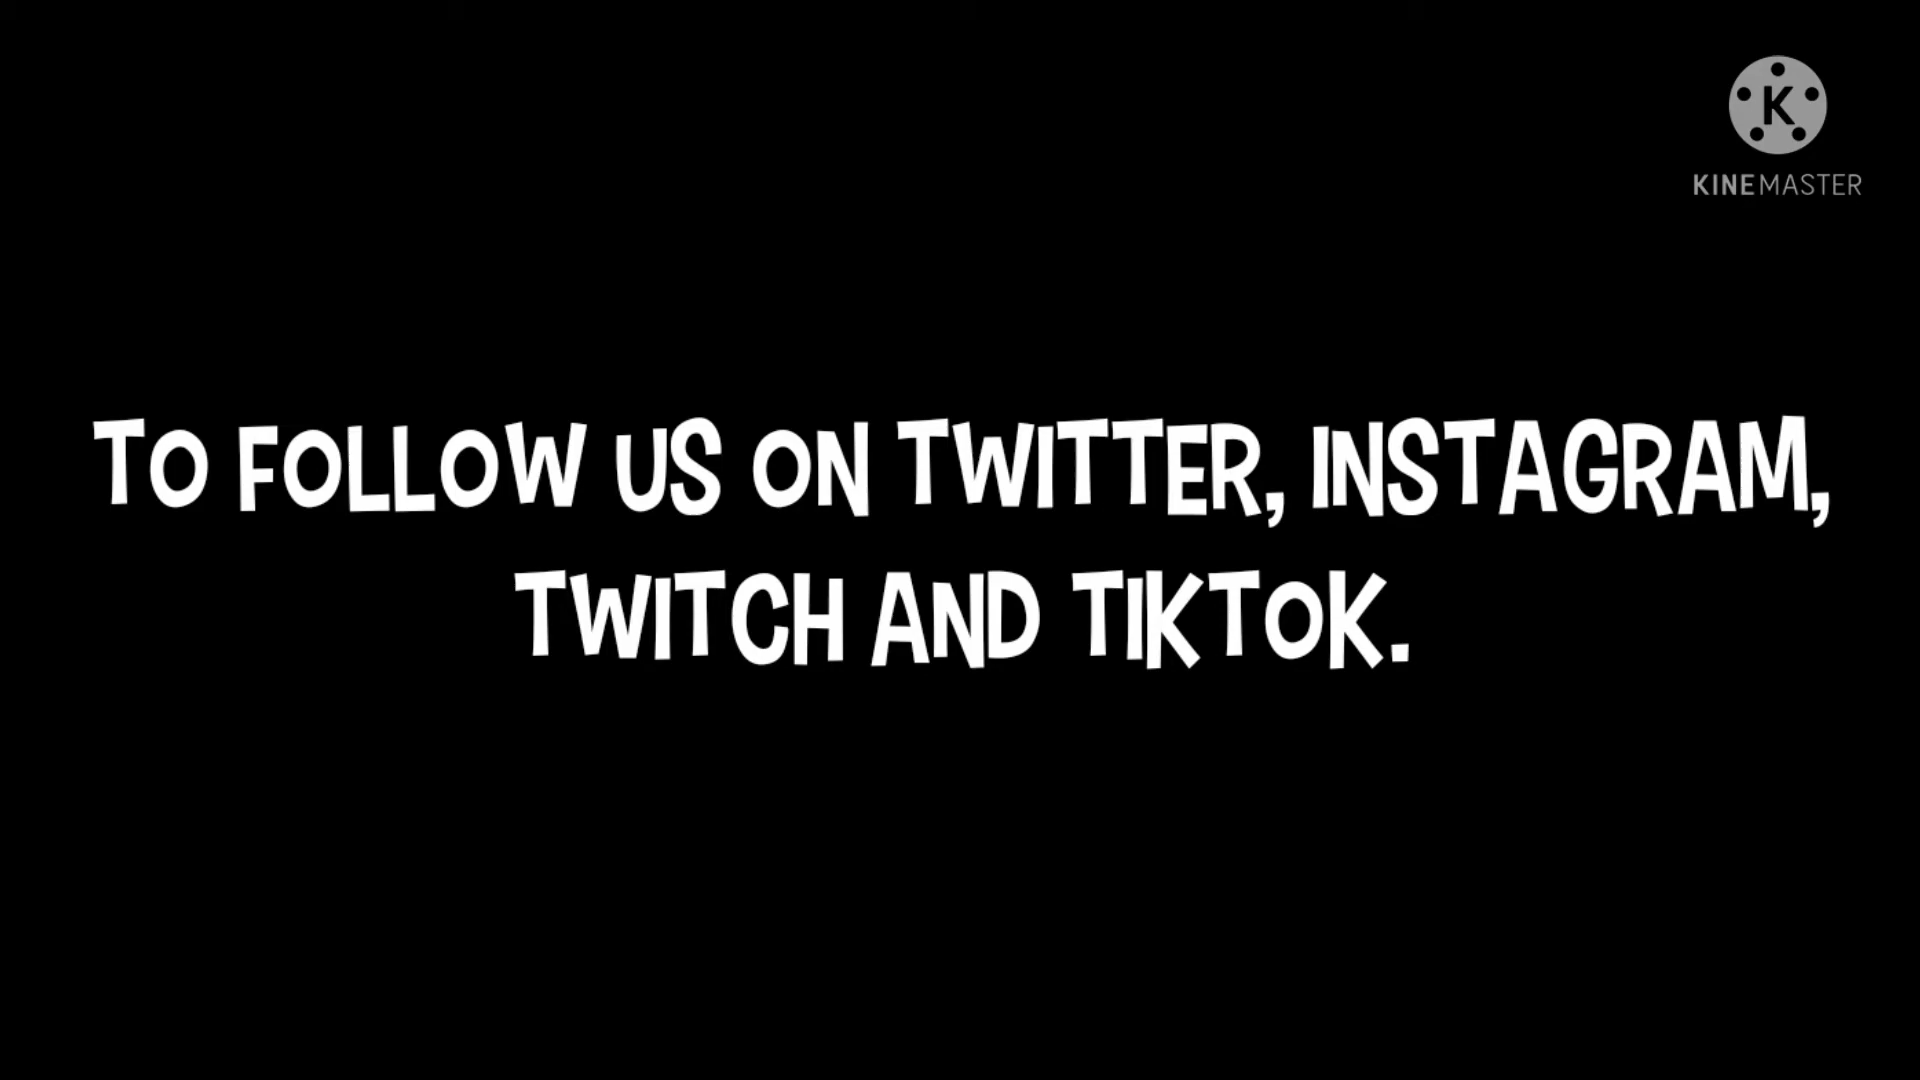 K
KINEMASTER
TO FOLLOW US ON TWITTER, INSTAGRAM,
TWITCH AND TIKTOK.